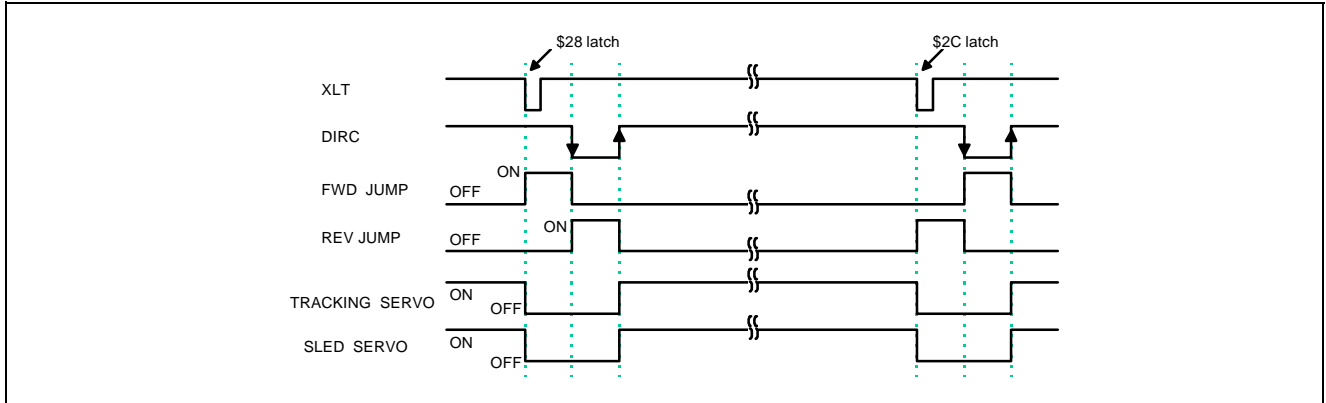 $28 latch
$2C latch
XLT
DIRC
ON
FWD JUMP
OFF
ON
REV JUMP
OFF
ON
TRACKING SERVO
OFF
ON
SLED SERVO
OFF